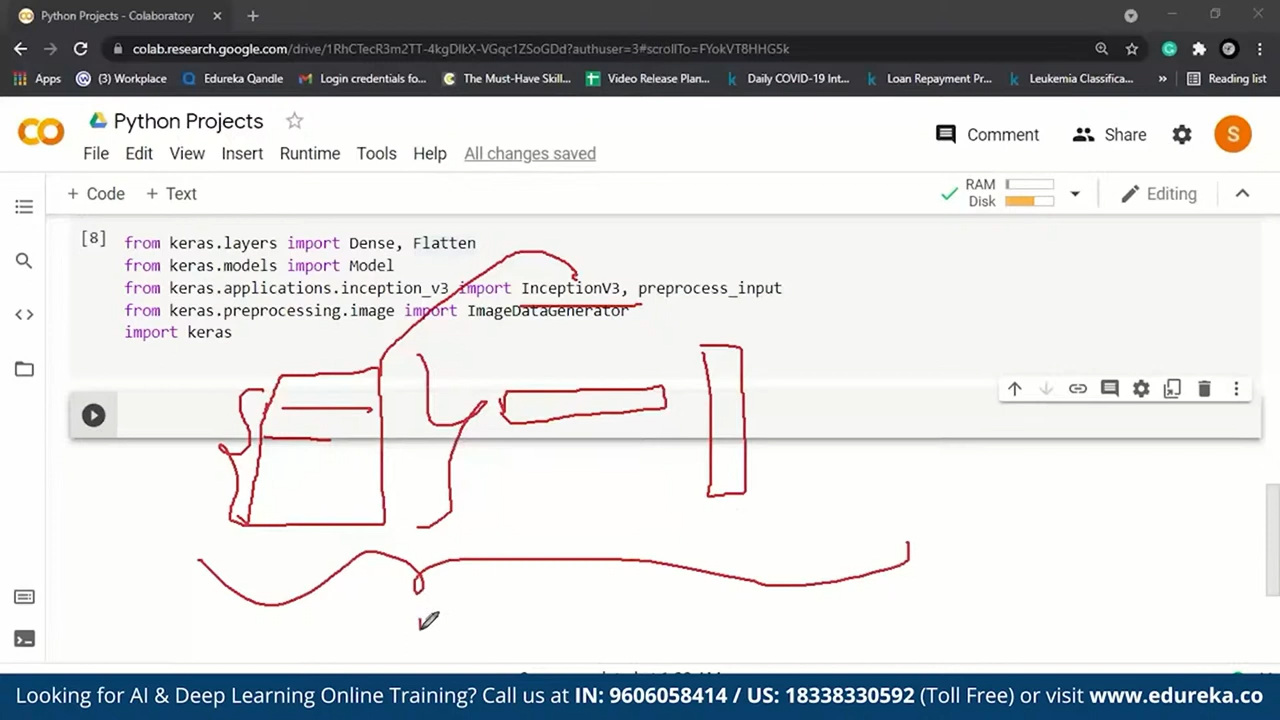 Python Projects - Colaboratory
colab.research.google.com/drive/1RhCTecR3m2TT-4kgDIkX-VGqc1ZSoGDd?authuser=3#scrollTo=FYokVT8HHG5k
Apps (3) Workplace Edureka Qandle Login credentials fo... The Must-Have Skill... Video Release Plan... Daily COVID-19 Int... Loan Repayment Pr... Leukemia Classifica... » Reading list
Python Projects
Comment Share S
File Edit View Insert Runtime Tools Help All changes saved
+ Code + Text RAM Disk Editing
[8] from keras.layers import Dense, Flatten
from keras.models import Model
from keras.applications.inception_v3 import InceptionV3, preprocess_input
from keras.preprocessing.image import ImageDataGenerator
import keras
Looking for AI & Deep Learning Online Training? Call us at IN: 9606058414 / US: 18338330592 (Toll Free) or visit www.edureka.co